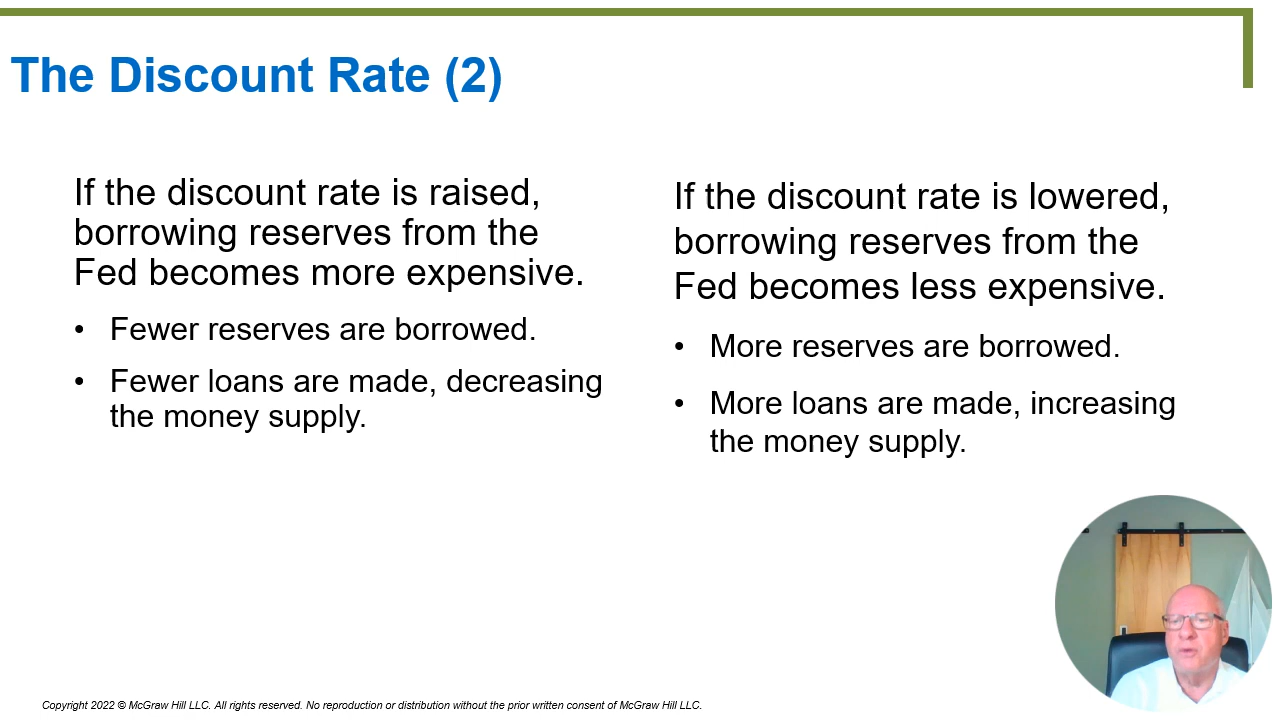 The Discount Rate (2)
If the discount rate is raised,
borrowing reserves from the
Fed becomes more expensive.
• Fewer reserves are borrowed.
• Fewer loans are made, decreasing
the money supply.
If the discount rate is lowered,
borrowing reserves from the
Fed becomes less expensive.
• More reserves are borrowed.
• More loans are made, increasing
the money supply.
Copyright 2022 © McGraw Hill LLC. All rights reserved. No reproduction or distribution without the prior written consent of McGraw Hill LLC.